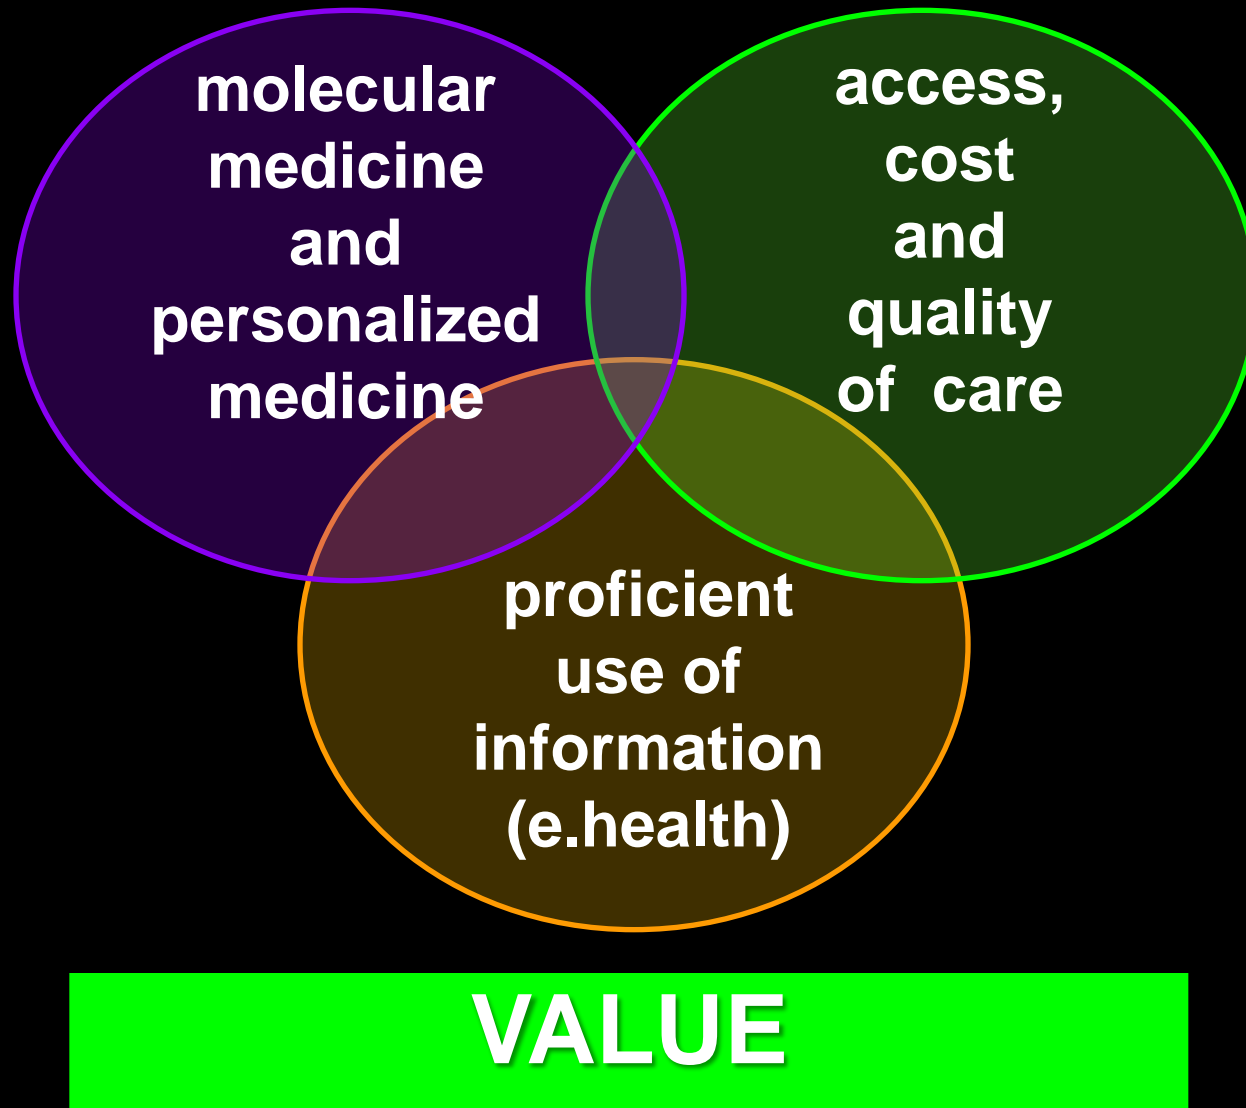 molecular
medicine
and
personalized
medicine
access,
cost
and
quality
of  care
proficient
use of
information
(e.health)
VALUE